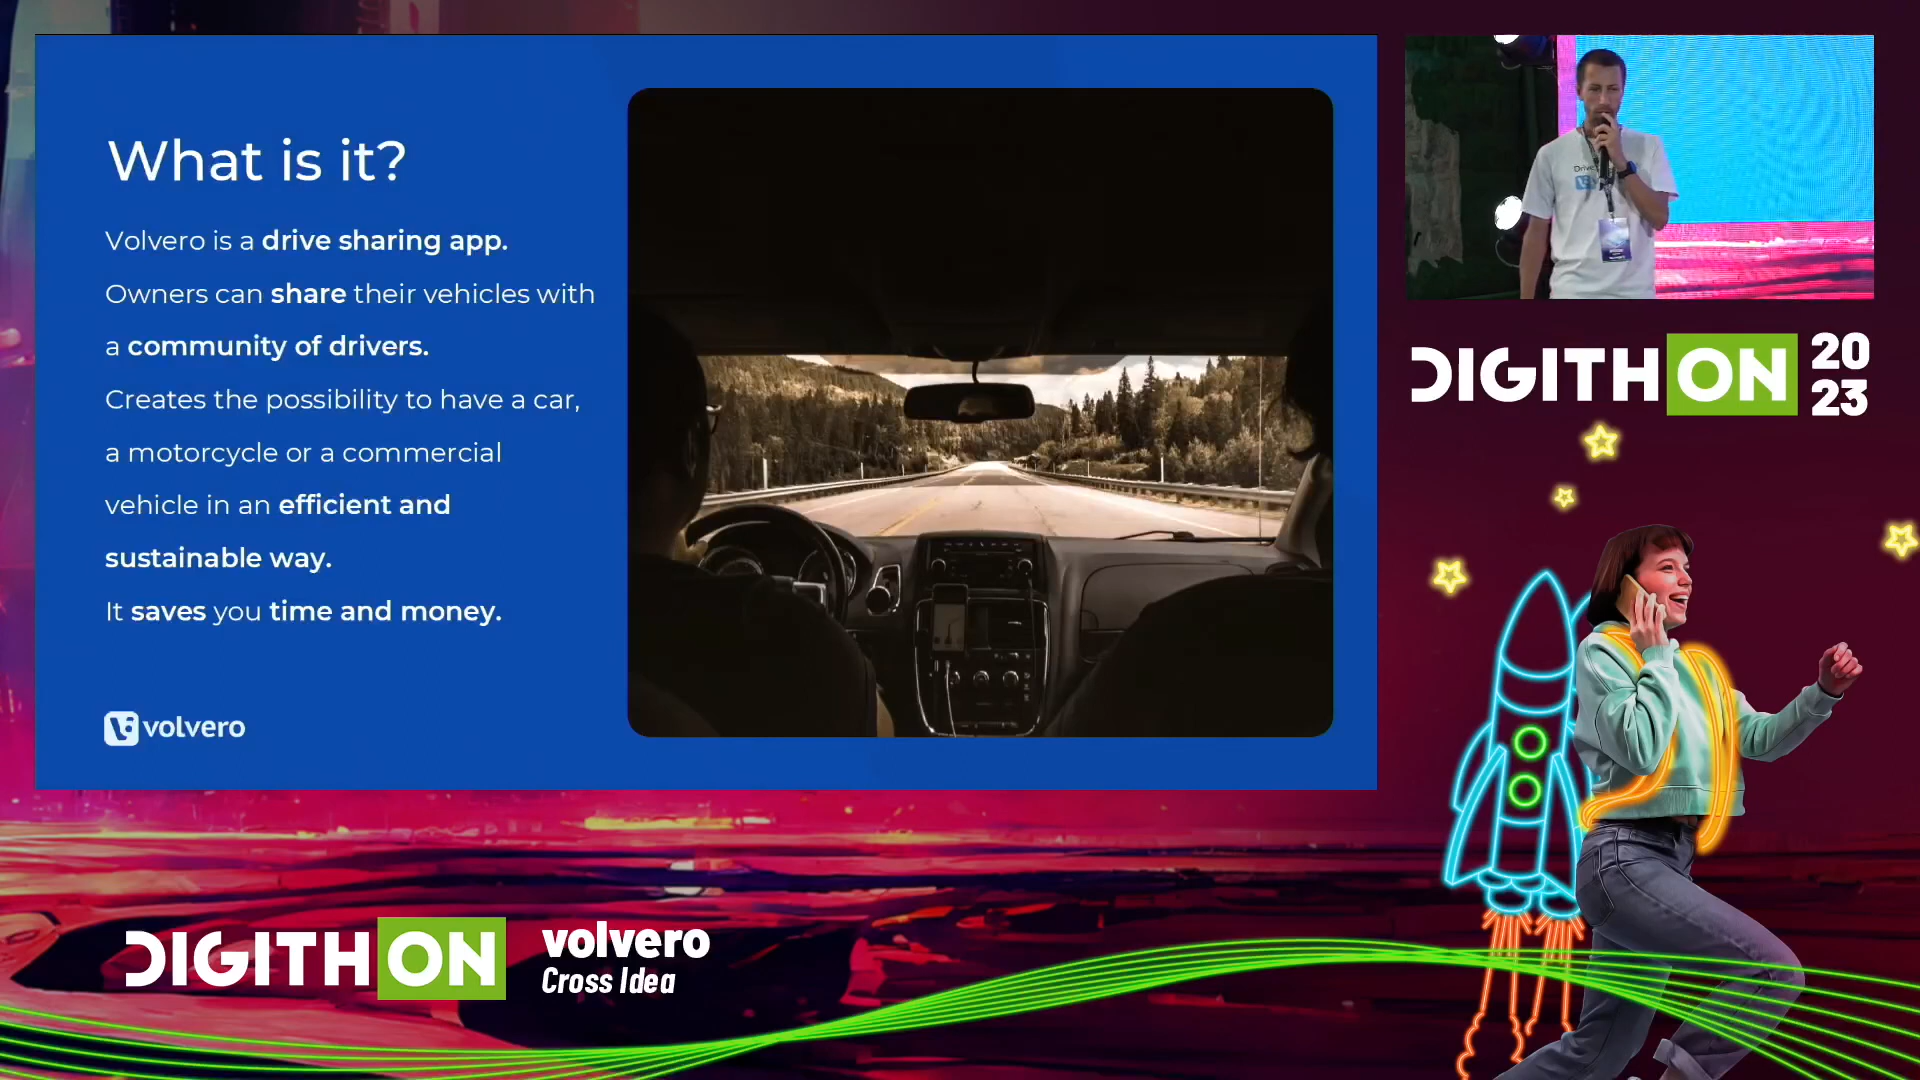 What is it?
Volvero is a drive sharing app.
Owners can share their vehicles with
a community of drivers.
Creates the possibility to have a car,
a motorcycle or a commercial
vehicle in an efficient and
sustainable way.
It saves you time and money.
volvero
Drive
DIGITHON
20
23
DIGITHON
volvero
Cross Idea